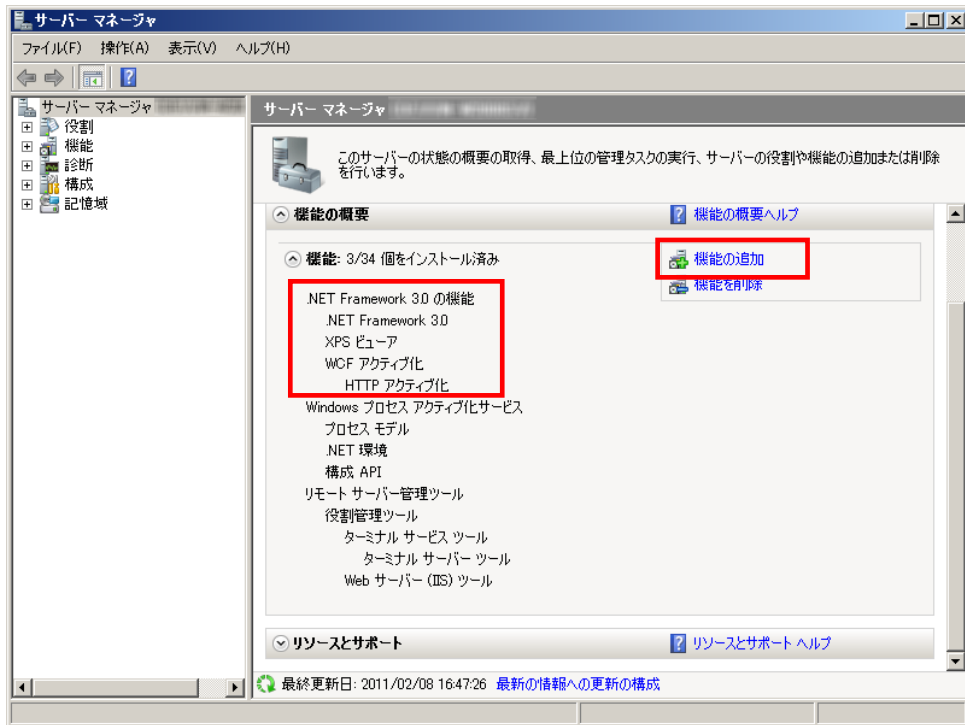 サーバー マネージャ
ファイル(F) 操作(A) 表示(V) ヘルプ(H)
サーバー マネージャ
役割
機能
診断
構成
記憶域
サーバー マネージャ
このサーバーの状態の概要の取得、最上位の管理タスクの実行、サーバーの役割や機能の追加または削除
を行います。
機能の概要
機能の概要ヘルプ
機能: 3/34 個をインストール済み
機能の追加
機能を削除
.NET Framework 3.0 の機能
.NET Framework 3.0
XPS ビューア
WCF アクティブ化
HTTP アクティブ化
Windows プロセス アクティブ化サービス
プロセス モデル
.NET 環境
構成 API
リモート サーバー管理ツール
役割管理ツール
ターミナル サービス ツール
ターミナル サーバー ツール
Web サーバー (IIS) ツール
リソースとサポート
リソースとサポート ヘルプ
最終更新日: 2011/02/08 16:47:26 最新の情報への更新の構成